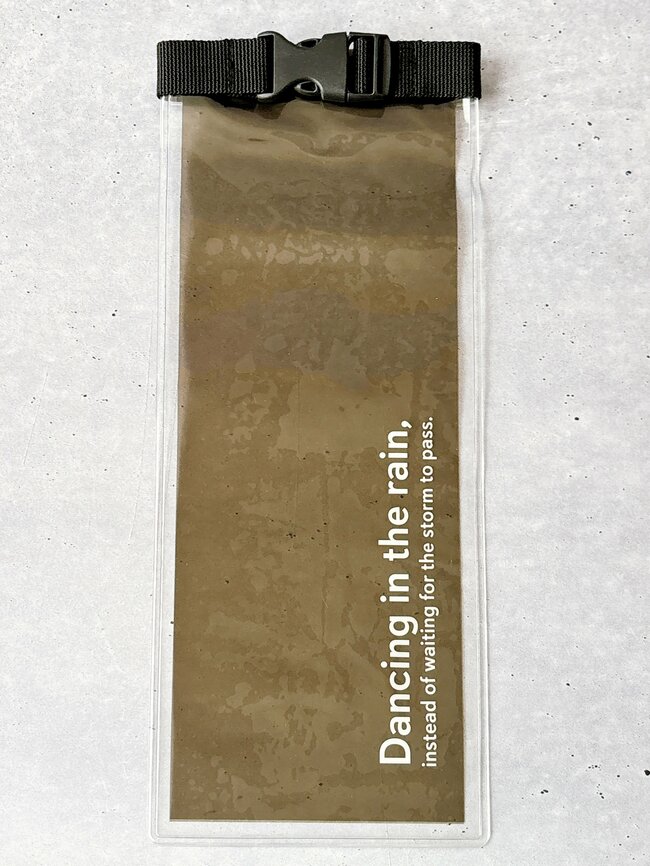 Dancing in the rain,
instead of waiting for the storm to pass.